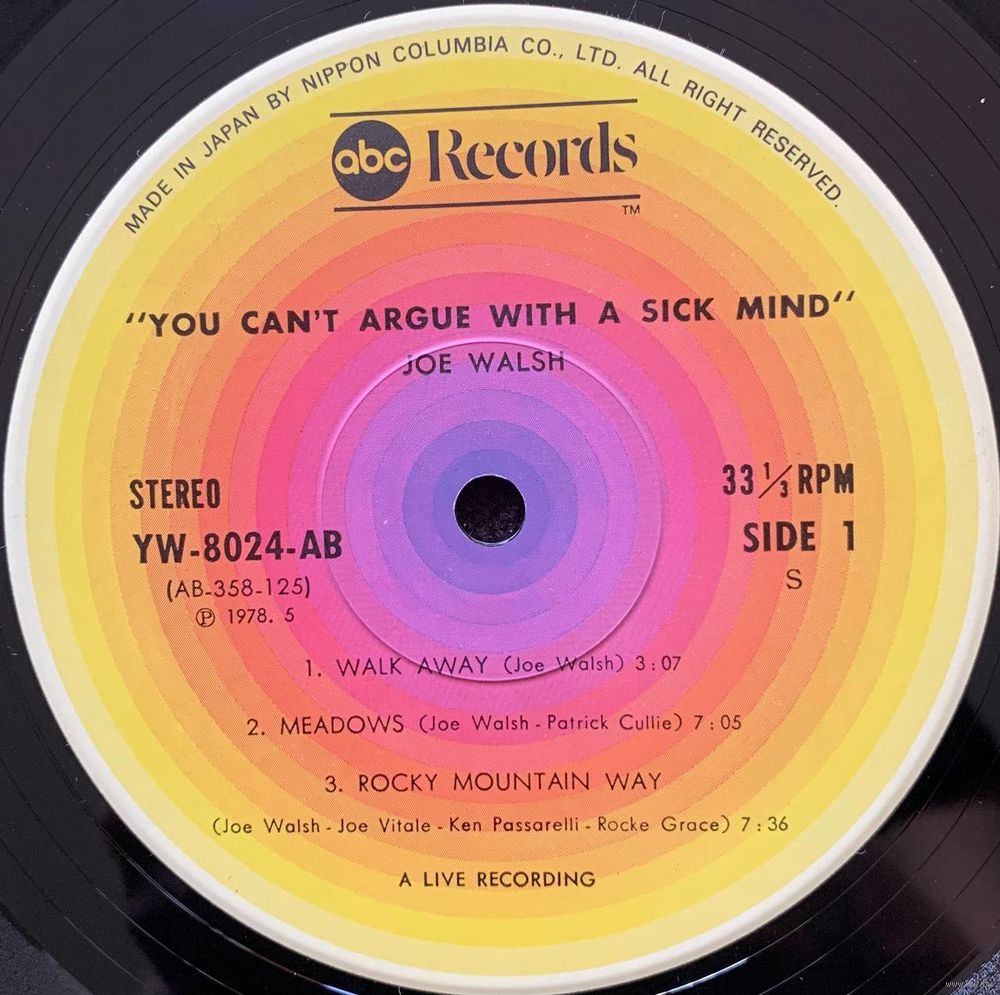 MADE IN JAPAN BY NIPPON COLUMBIA CO., LTD. ALL RIGHT RESERVED.
abc Records
TM
"YOU CAN'T ARGUE WITH A SICK MIND"
JOE WALSH
STEREO
33 1/3 RPM
YW-8024-AB
SIDE 1
(AB-358-125)
S
Ⓟ 1978. 5
1. WALK AWAY (Joe Walsh) 3:07
2. MEADOWS (Joe Walsh - Patrick Cullie) 7:05
3. ROCKY MOUNTAIN WAY
(Joe Walsh - Joe Vitale - Ken Passarelli - Rocke Grace) 7:36
A LIVE RECORDING